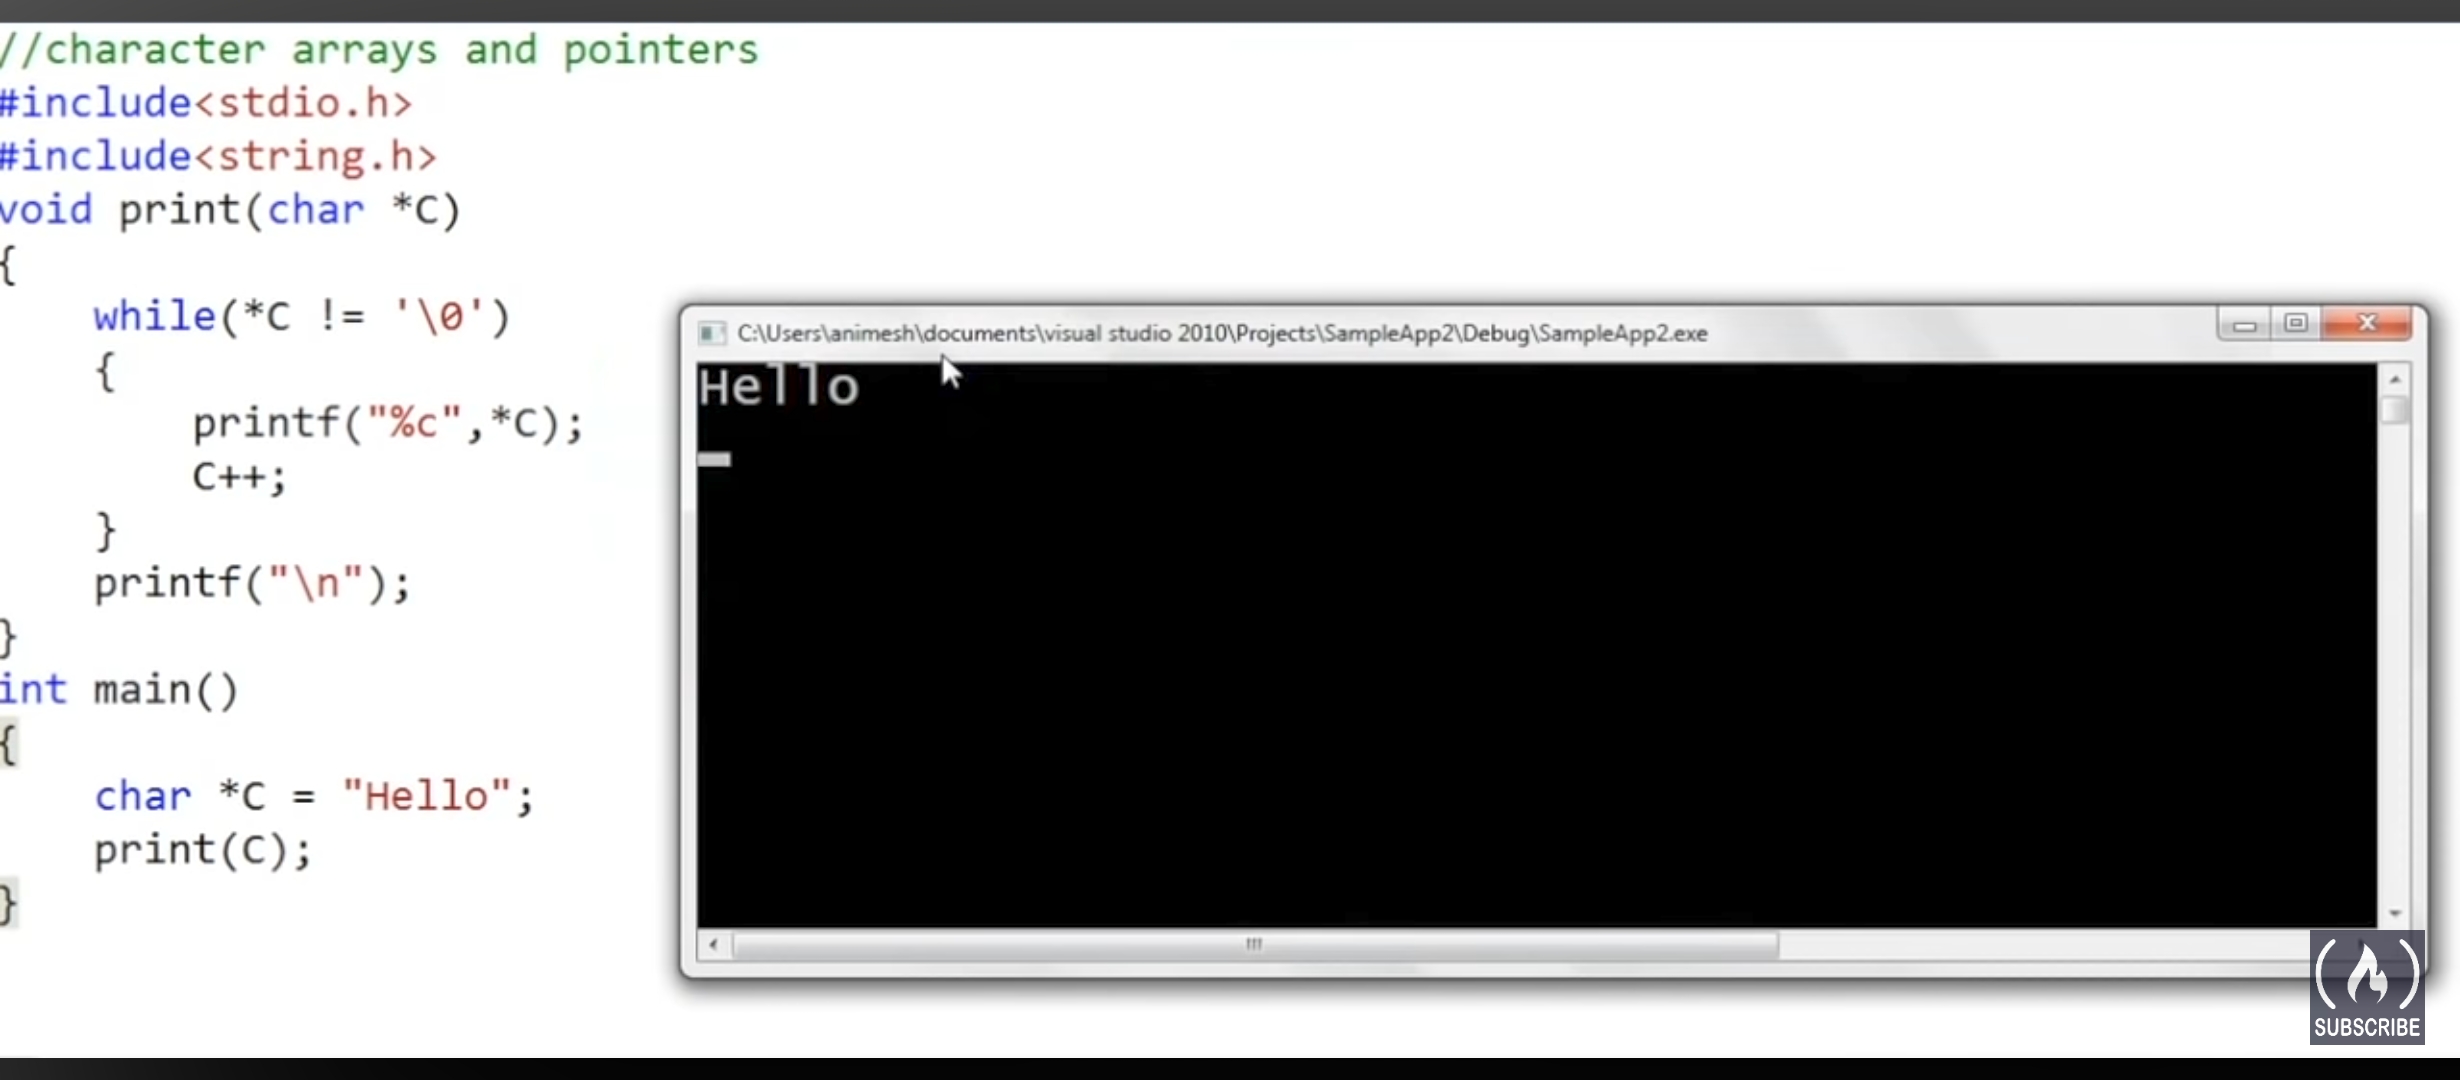 //character arrays and pointers
#include<stdio.h>
#include<string.h>
void print(char *C)
{
while(*C != '\0')
{
printf("%c",*C);
C++;
}
printf("\n");
}
int main()
{
char *C = "Hello";
print(C);
}
C:\Users\animesh\documents\visual studio 2010\Projects\SampleApp2\Debug\SampleApp2.exe
Hello
SUBSCRIBE